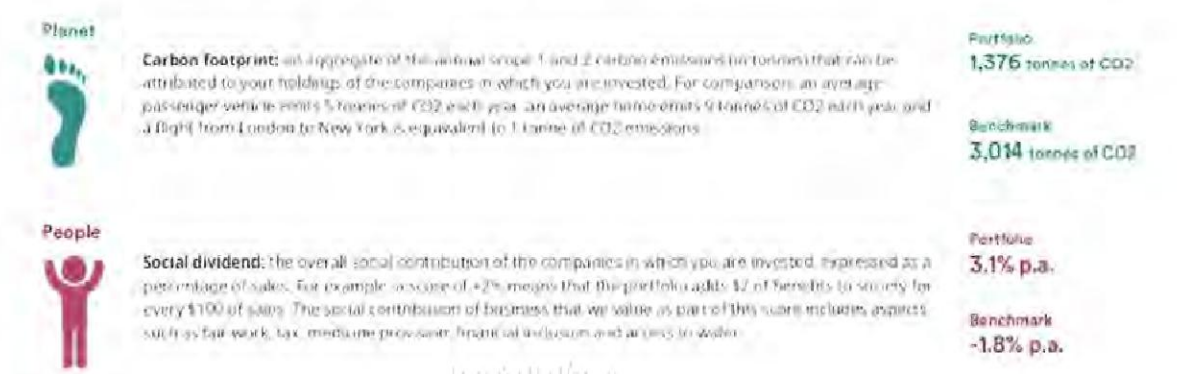 Planet
Carbon footprint: an aggregate of the annual scope 1 and 2 carbon emissions (in tonnes) that can be
attributed to your holdings of the companies in which you are invested. For comparison, an average
passenger vehicle emits 5 tonnes of CO2 each year, an average home emits 9 tonnes of CO2 each year and
a flight from London to New York is equivalent to 1 tonne of CO2 emissions.
Portfolio
1,376 tonnes of CO2
Benchmark
3,014 tonnes of CO2
People
Social dividend: the overall social contribution of the companies in which you are invested, expressed as a
percentage of sales. For example a score of +2% means that the portfolio adds $2 of benefits to society for
every $100 of sales. The social contribution of business that we value as part of this score includes aspects
such as fair work, tax, medicine provision, financial inclusion and access to water.
Portfolio
3.1% p.a.
Benchmark
-1.8% p.a.